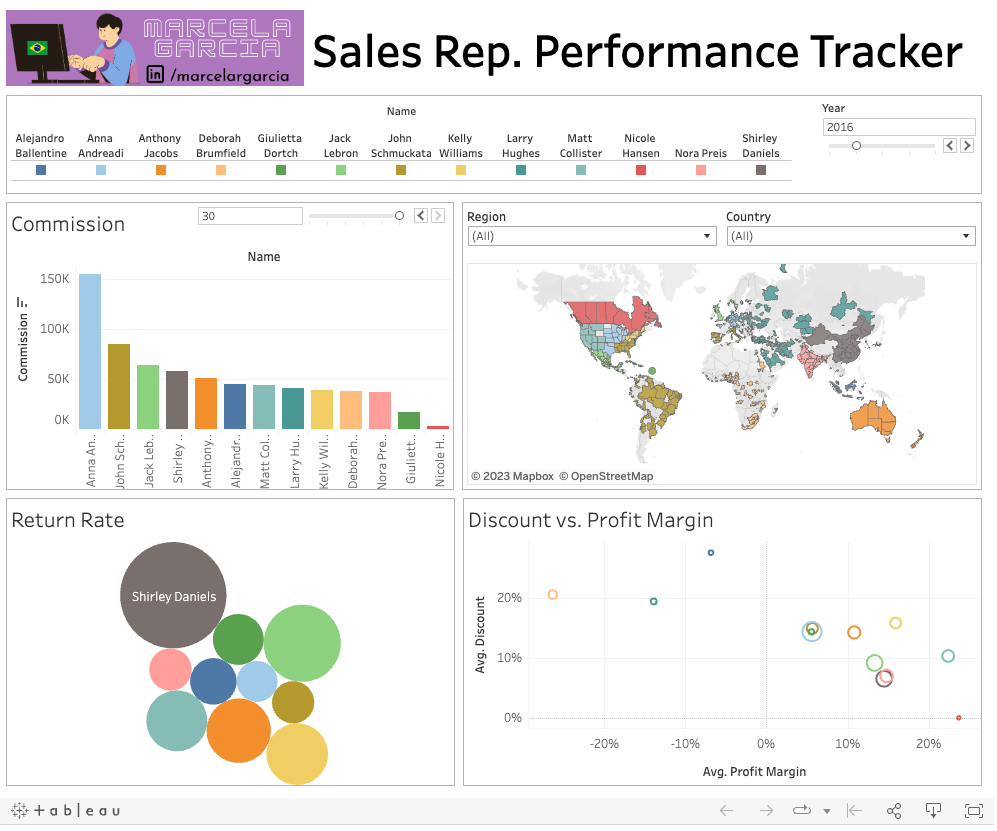 MARCELA
GARCIA
in /marcelargarcia
Sales Rep. Performance Tracker
Name
Alejandro Ballentine
Anna Andreadi
Anthony Jacobs
Deborah Brumfield
Giulietta Dortch
Jack Lebron
John Schmuckata
Kelly Williams
Larry Hughes
Matt Collister
Nicole Hansen
Nora Preis
Shirley Daniels
Year
2016
Commission
30
Name
Commission
150K
100K
50K
0K
Anna An..
John Sch..
Jack Leb..
Shirley ..
Anthony..
Alejandr..
Matt Col..
Larry Hu..
Kelly Wil..
Deborah..
Nora Pre..
Giuliett..
Nicole H..
Region
(All)
Country
(All)
© 2023 Mapbox © OpenStreetMap
Return Rate
Shirley Daniels
Discount vs. Profit Margin
Avg. Discount
20%
10%
0%
-20%
-10%
0%
10%
20%
Avg. Profit Margin
+ a b l e a u